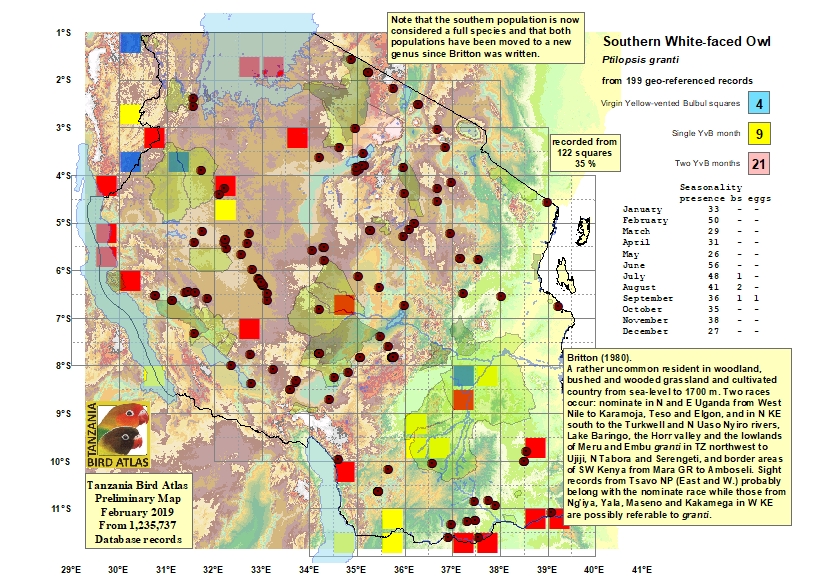 Note that the southern population is now
considered a full species and that both
populations have been moved to a new
genus since Britton was written.
Southern White-faced Owl
Ptilopsis granti
from 199 geo-referenced records
Virgin Yellow-vented Bulbul squares 4
Single YvB month 9
Two YvB months 21
recorded from
122 squares
35 %
Seasonality
presence bs eggs
January 33 - -
February 50 - -
March 29 - -
April 31 - -
May 26 - -
June 56 - -
July 48 1 -
August 41 2 -
September 36 1 1
October 35 - -
November 38 - -
December 27 - -
Britton (1980).
A rather uncommon resident in woodland,
bushed and wooded grassland and cultivated
country from sea-level to 1700 m. Two races
occur: nominate in N and E Uganda from West
Nile to Karamoja, Teso and Elgon, and in N KE
south to the Turkwell and N Uaso Nyiro rivers,
Lake Baringo, the Horr valley and the lowlands
of Meru and Embu granti in TZ northwest to
Ujiji, N Tabora and Serengeti, and border areas
of SW Kenya from Mara GR to Amboseli. Sight
records from Tsavo NP (East and W.) probably
belong with the nominate race while those from
Ng'iya, Yala, Maseno and Kakamega in W KE
are possibly referable to granti.
1°S
2°S
3°S
4°S
5°S
6°S
7°S
8°S
9°S
10°S
11°S
TANZANIA
BIRD ATLAS
Tanzania Bird Atlas
Preliminary Map
February 2019
From 1,235,737
Database records
29°E 30°E 31°E 32°E 33°E 34°E 35°E 36°E 37°E 38°E 39°E 40°E 41°E